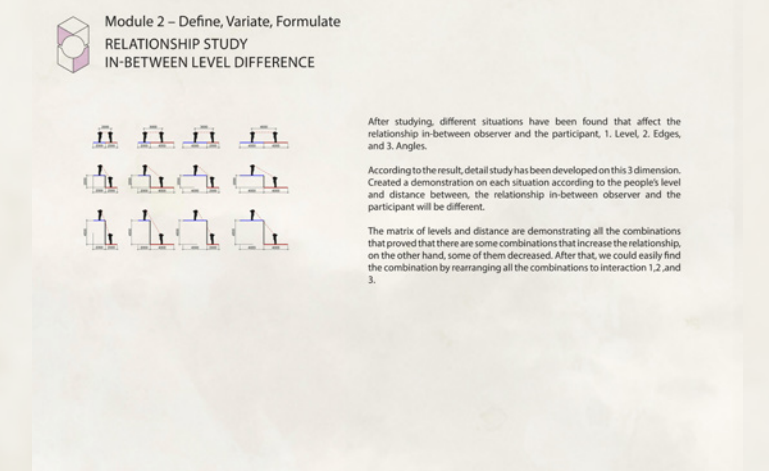 Module 2 – Define, Variate, Formulate
RELATIONSHIP STUDY
IN-BETWEEN LEVEL DIFFERENCE
After studying, different situations have been found that affect the
relationship in-between observer and the participant, 1. Level, 2. Edges,
and 3. Angles.
According to the result, detail study has been developed on this 3 dimension.
Created a demonstration on each situation according to the people's level
and distance between, the relationship in-between observer and the
participant will be different.
The matrix of levels and distance are demonstrating all the combinations
that proved that there are some combinations that increase the relationship,
on the other hand, some of them decreased. After that, we could easily find
the combination by rearranging all the combinations to interaction 1,2 ,and
3.